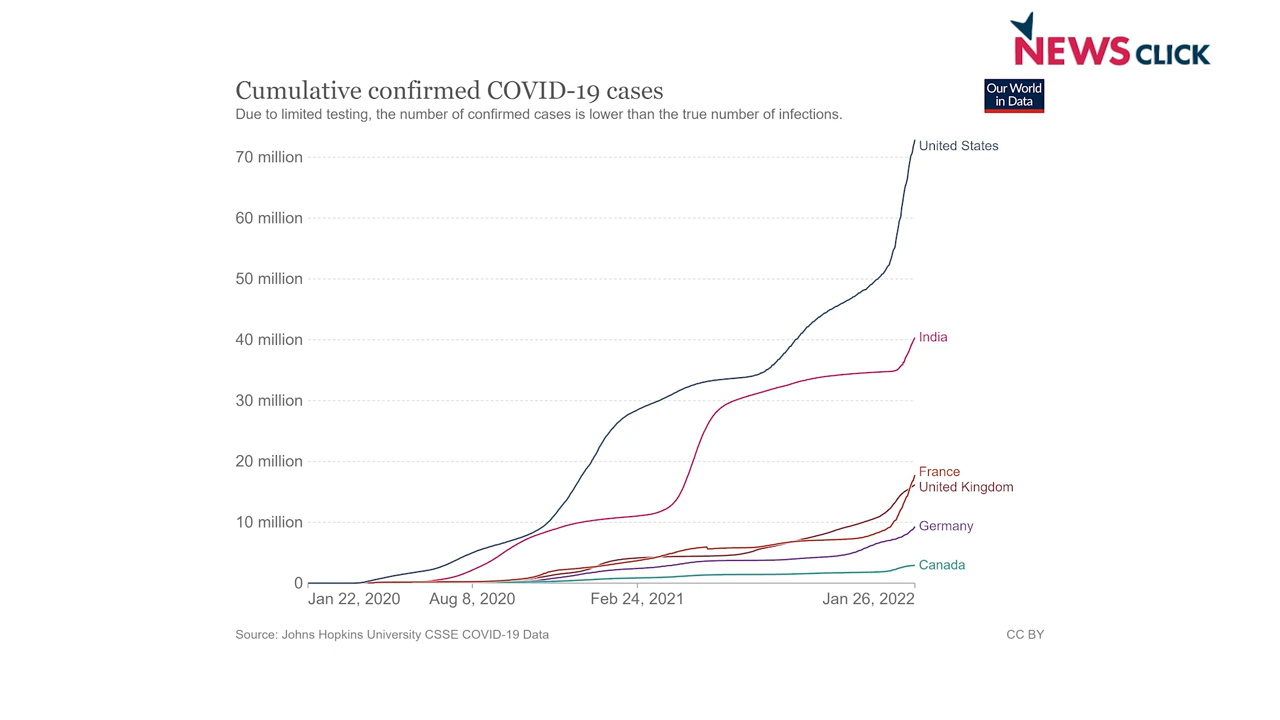 NEWS CLICK
Cumulative confirmed COVID-19 cases
Our World
in Data
Due to limited testing, the number of confirmed cases is lower than the true number of infections.
United States
70 million
60 million
50 million
40 million
India
30 million
20 million
France
United Kingdom
10 million
Germany
Canada
0
Jan 22, 2020 Aug 8, 2020 Feb 24, 2021 Jan 26, 2022
Source: Johns Hopkins University CSSE COVID-19 Data CC BY